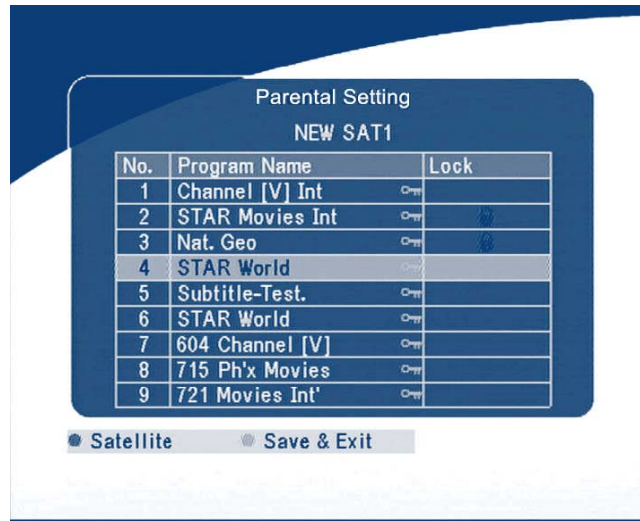 Parental Setting
NEW SAT1
No. Program Name Lock
1 Channel [V] Int
2 STAR Movies Int
3 Nat. Geo
4 STAR World
5 Subtitle-Test.
6 STAR World
7 604 Channel [V]
8 715 Ph'x Movies
9 721 Movies Int'
Satellite Save & Exit